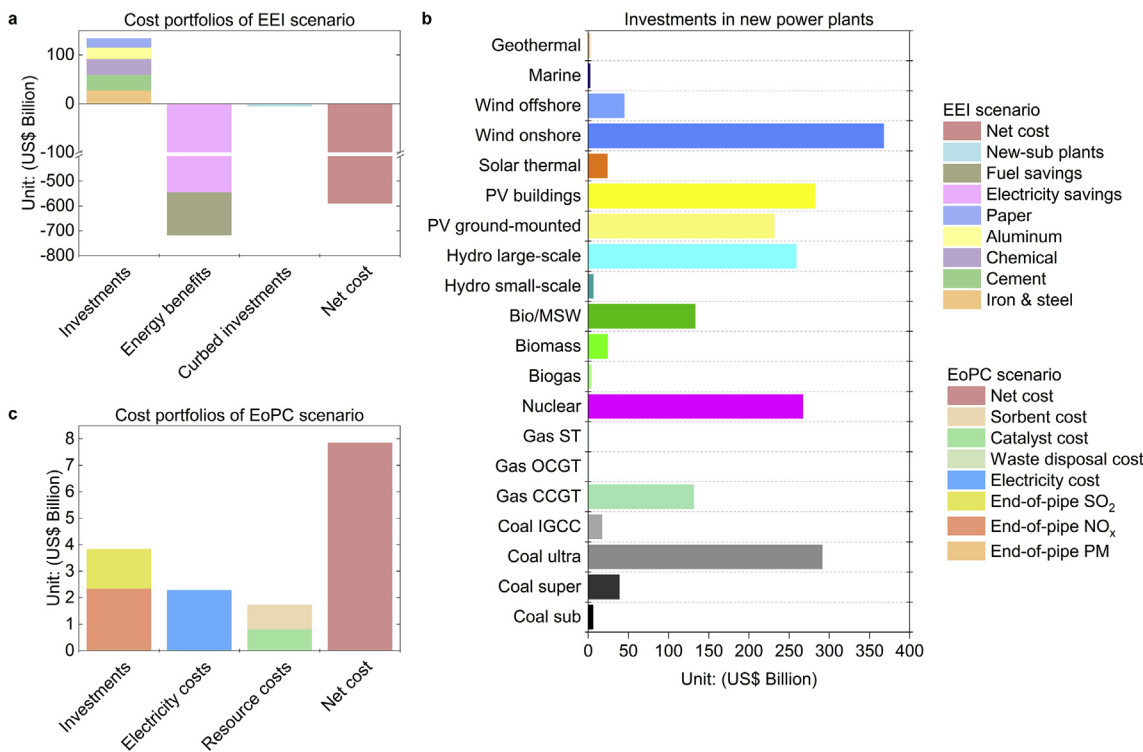 a
Cost portfolios of EEI scenario
Unit: (US$ Billion)
100
0
-100
-500
-600
-700
-800
Investments
Energy benefits
Curbed investments
Net cost
b
Investments in new power plants
Geothermal
Marine
Wind offshore
Wind onshore
Solar thermal
PV buildings
PV ground-mounted
Hydro large-scale
Hydro small-scale
Bio/MSW
Biomass
Biogas
Nuclear
Gas ST
Gas OCGT
Gas CCGT
Coal IGCC
Coal ultra
Coal super
Coal sub
0 50 100 150 200 250 300 350 400
Unit: (US$ Billion)
EEI scenario
Net cost
New-sub plants
Fuel savings
Electricity savings
Paper
Aluminum
Chemical
Cement
Iron & steel
EoPC scenario
Net cost
Sorbent cost
Catalyst cost
Waste disposal cost
Electricity cost
End-of-pipe SO2
End-of-pipe NOx
End-of-pipe PM
c
Cost portfolios of EoPC scenario
Unit: (US$ Billion)
8
7
6
5
4
3
2
1
0
Investments
Electricity costs
Resource costs
Net cost